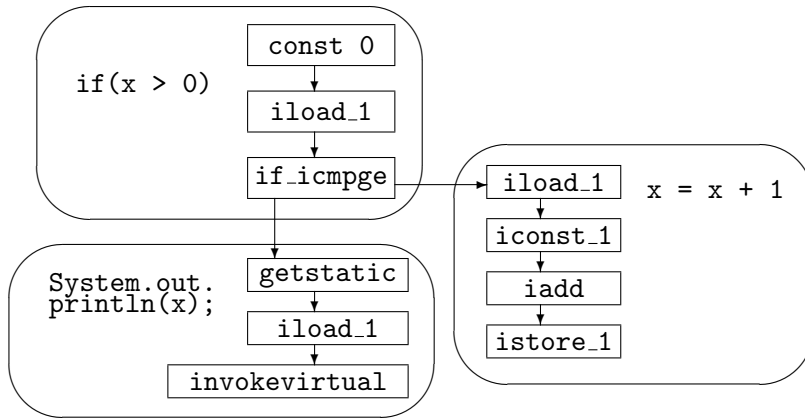 const 0
if(x > 0)
iload_1
if_icmpge
iload_1
x = x + 1
iconst_1
iadd
istore_1
System.out.
println(x);
getstatic
iload_1
invokevirtual